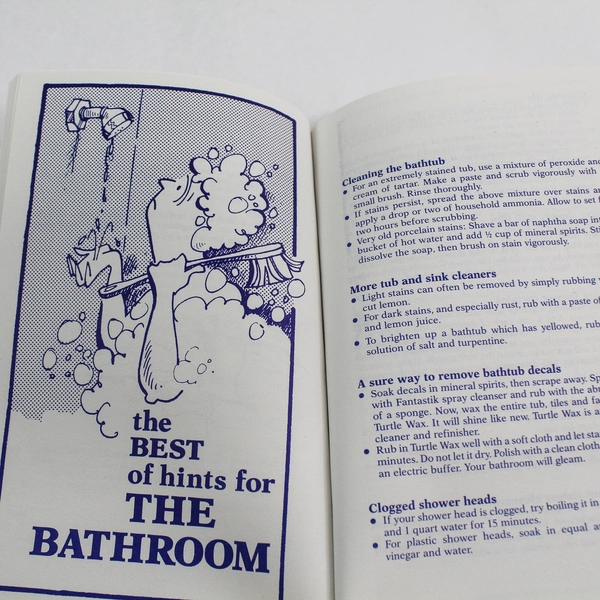 the
BEST
of hints for
THE
BATHROOM
Cleaning the bathtub
• For an extremely stained tub, use a mixture of peroxide and
cream of tartar. Make a paste and scrub vigorously with
small brush. Rinse thoroughly.
• If stains persist, spread the above mixture over stains a
apply a drop or two of household ammonia. Allow to set f
two hours before scrubbing.
• Very old porcelain stains: Shave a bar of naphtha soap int
bucket of hot water and add ½ cup of mineral spirits. Sti
dissolve the soap, then brush on stain vigorously.
More tub and sink cleaners
• Light stains can often be removed by simply rubbing
cut lemon.
• For dark stains, and especially rust, rub with a paste of
and lemon juice.
• To brighten up a bathtub which has yellowed, rub
solution of salt and turpentine.
A sure way to remove bathtub decals
• Soak decals in mineral spirits, then scrape away. Sp
with Fantastik spray cleanser and rub with the abr
of a sponge. Now, wax the entire tub, tiles and fa
Turtle Wax. It will shine like new. Turtle Wax is a
cleaner and refinisher.
• Rub in Turtle Wax well with a soft cloth and let sta
minutes. Do not let it dry. Polish with a clean cloth
an electric buffer. Your bathroom will gleam.
Clogged shower heads
• If your shower head is clogged, try boiling it in
and 1 quart water for 15 minutes.
• For plastic shower heads, soak in equal a
vinegar and water.